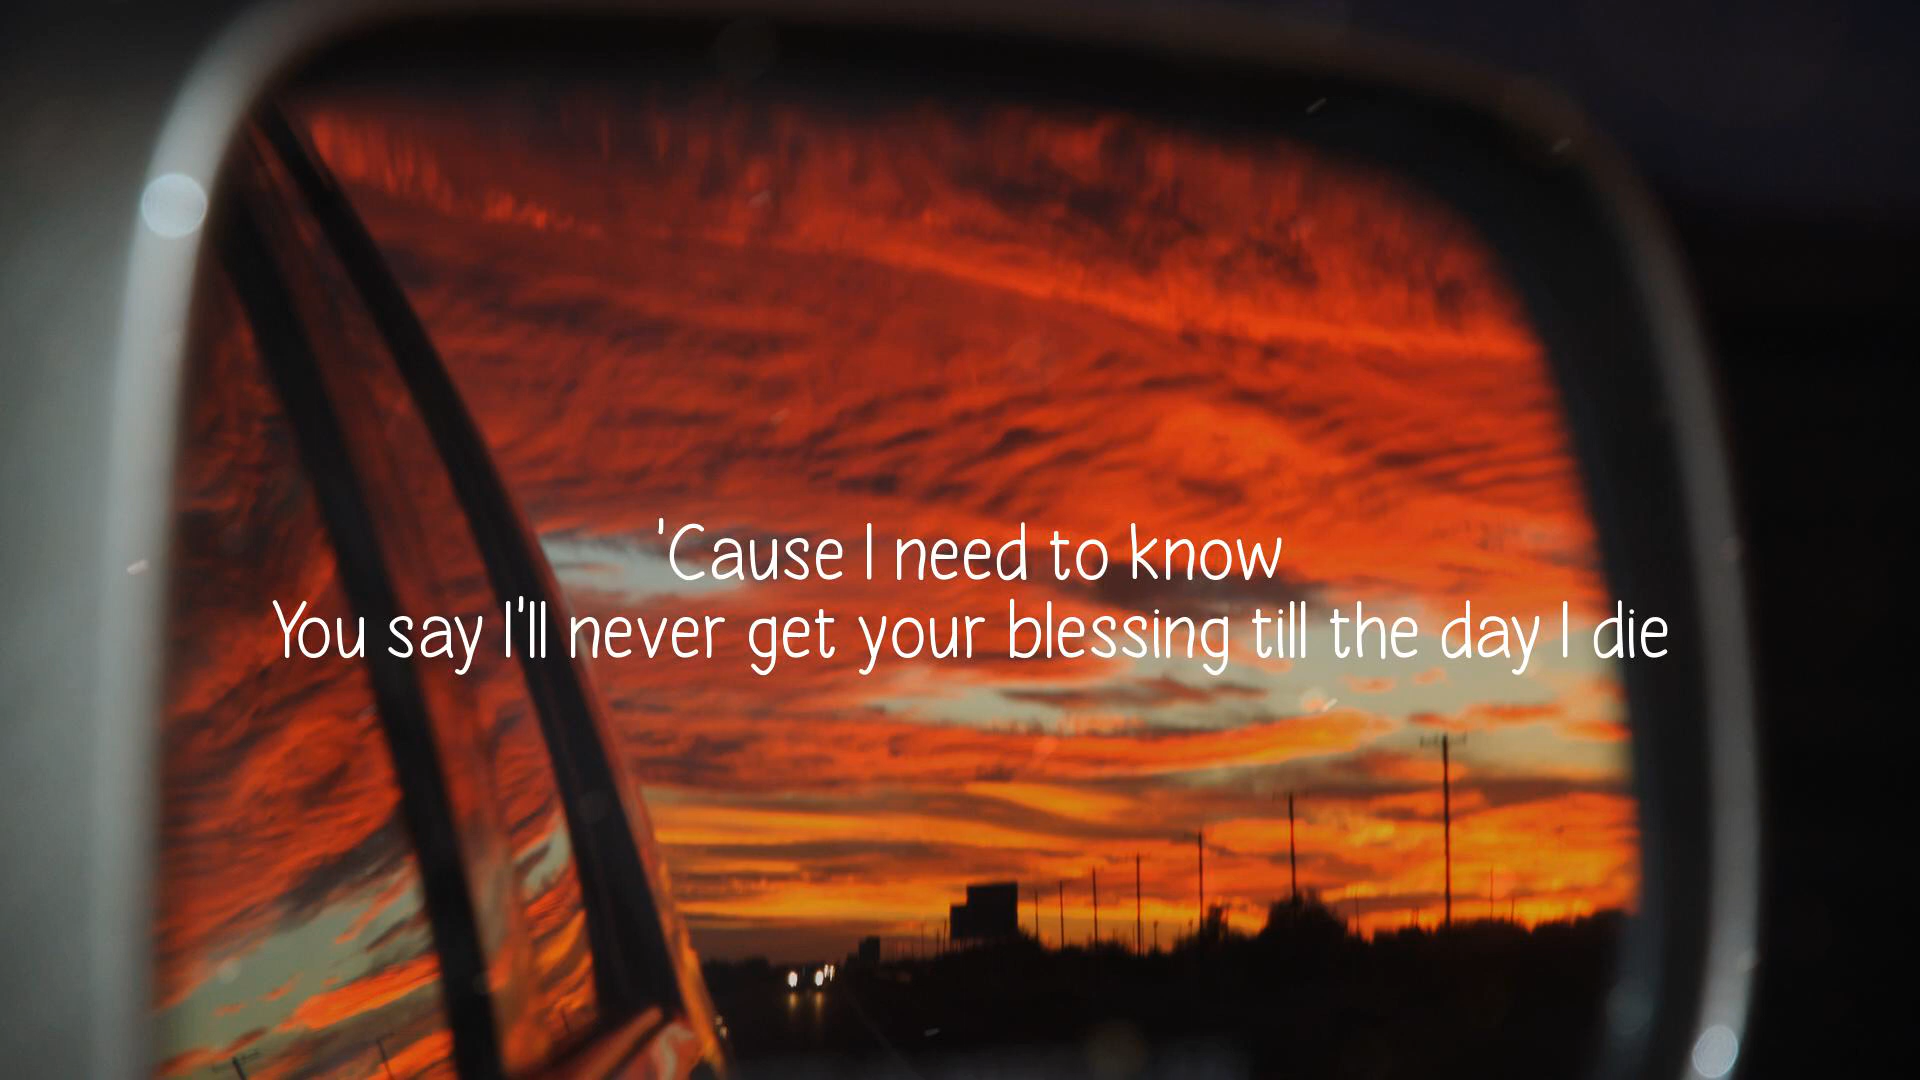 'Cause I need to know
You say I'll never get your blessing till the day I die